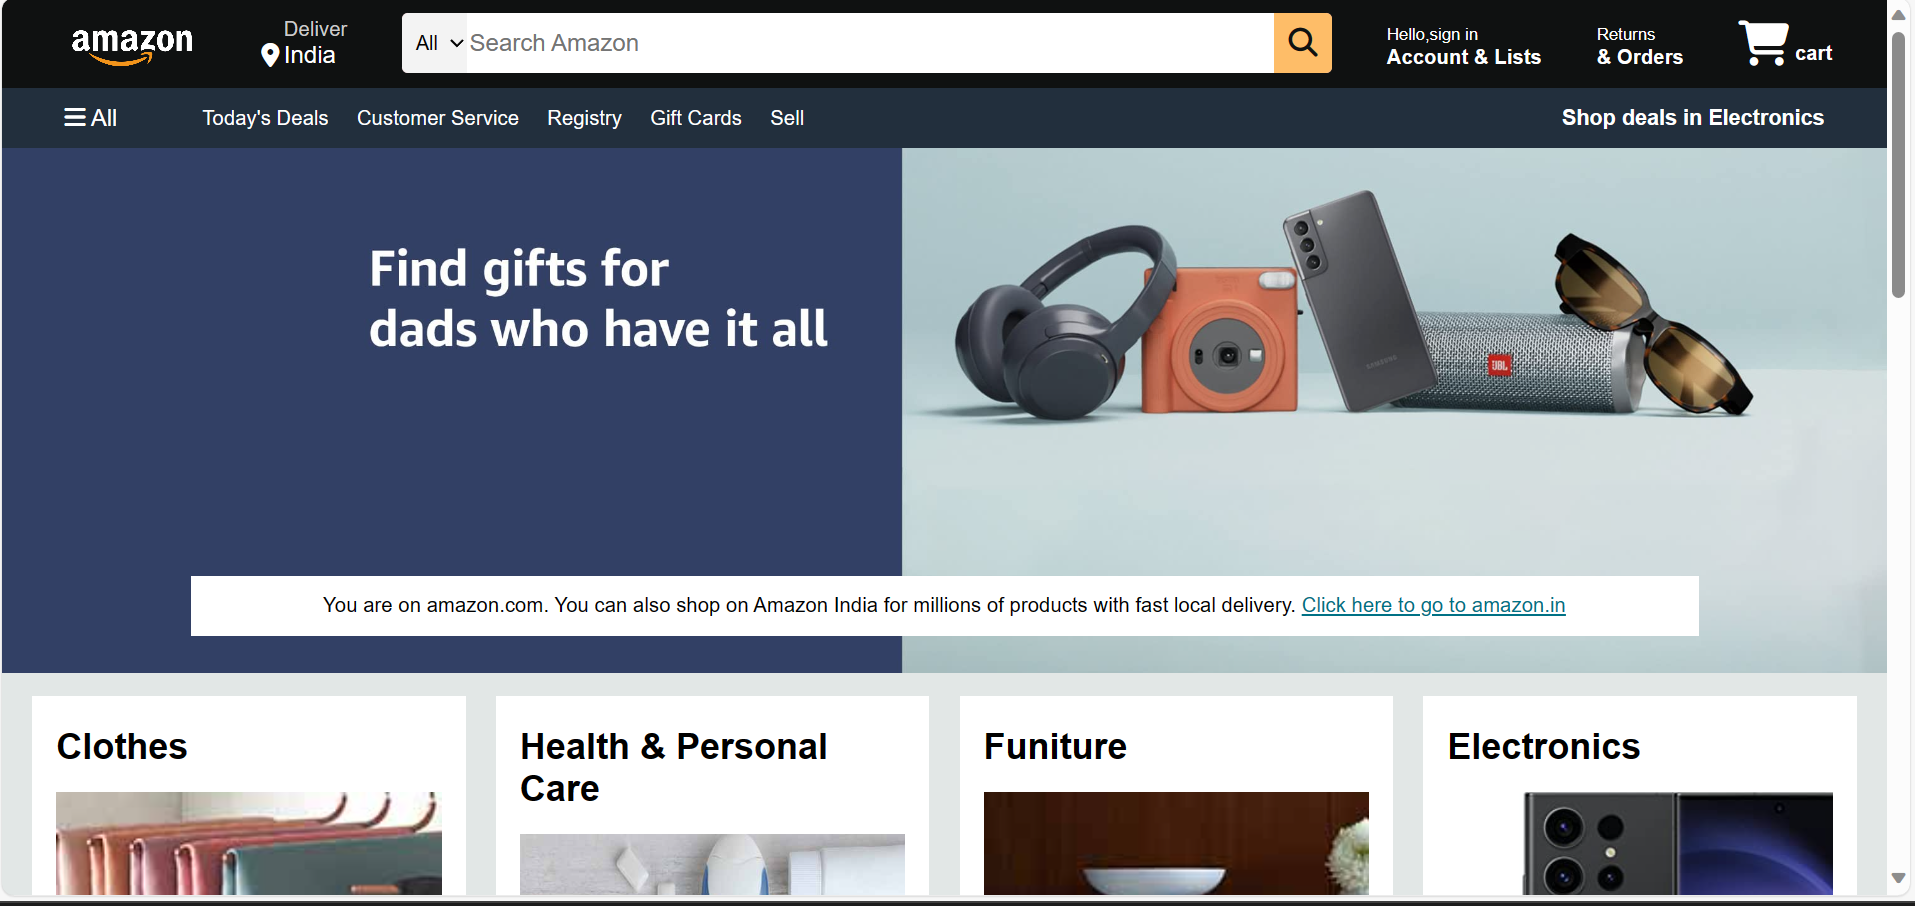 amazon
Deliver
India
All
Search Amazon
Hello,sign in
Account & Lists
Returns
& Orders
cart
All
Today's Deals
Customer Service
Registry
Gift Cards
Sell
Shop deals in Electronics
Find gifts for
dads who have it all
SAMSUNG
JBL
You are on amazon.com. You can also shop on Amazon India for millions of products with fast local delivery. Click here to go to amazon.in
Clothes
Health & Personal
Care
Funiture
Electronics